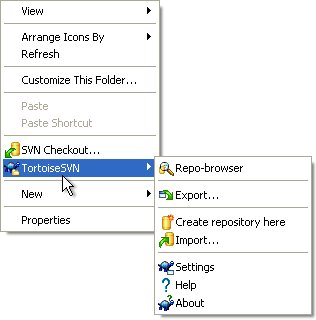 View
Arrange Icons By
Refresh
Customize This Folder...
Paste
Paste Shortcut
SVN Checkout...
TortoiseSVN
New
Properties
Repo-browser
Export...
Create repository here
Import...
Settings
Help
About